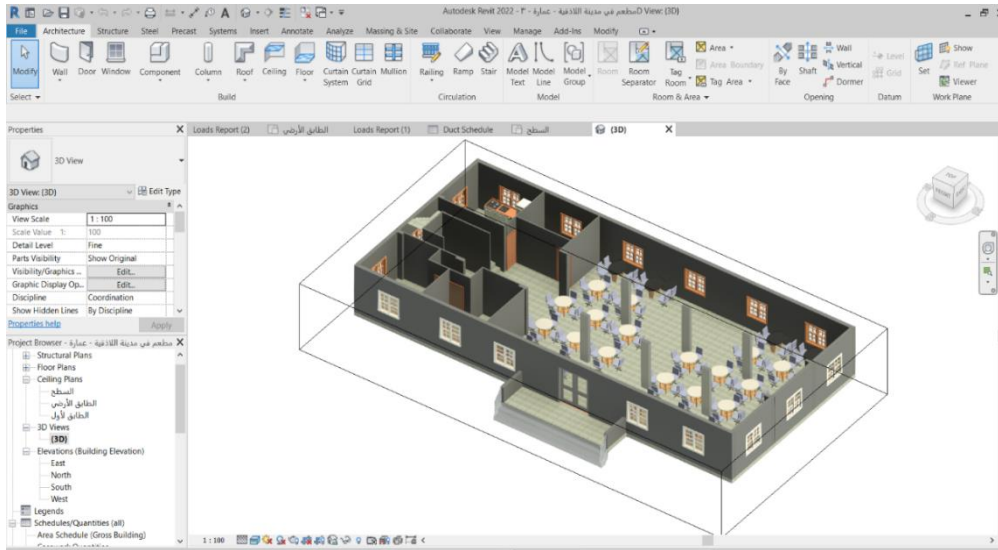 Autodesk Revit 2022 - مطعم في مدينة اللاذقية - عمارة - ٣D View: {3D}
File Architecture Structure Steel Precast Systems Insert Annotate Analyze Massing & Site Collaborate View Manage Add-Ins Modify
Modify Wall Door Window Component Column Roof Ceiling Floor Curtain System Curtain Grid Mullion Railing Ramp Stair Model Text Model Line Model Group Room Room Separator Tag Room Area Area Boundary Tag Area By Face Shaft Wall Vertical Dormer Level Grid Set Show Ref Plane Viewer
Select Build Circulation Model Room & Area Opening Datum Work Plane
Properties X
Loads Report (2) الطابق الأرضي Loads Report (1) Duct Schedule السطح {3D} X
3D View
3D View: {3D} Edit Type
Graphics
View Scale 1 : 100
Scale Value 1: 100
Detail Level Fine
Parts Visibility Show Original
Visibility/Graphics ... Edit...
Graphic Display Op... Edit...
Discipline Coordination
Show Hidden Lines By Discipline
Properties help Apply
Project Browser - مطعم في مدينة اللاذقية - عمارة X
Structural Plans
Floor Plans
Ceiling Plans
السطح
الطابق الأرضي
الطابق لأول
3D Views
{3D}
Elevations (Building Elevation)
East
North
South
West
Legends
Schedules/Quantities (all)
Area Schedule (Gross Building)
1 : 100
TOP
FRONT